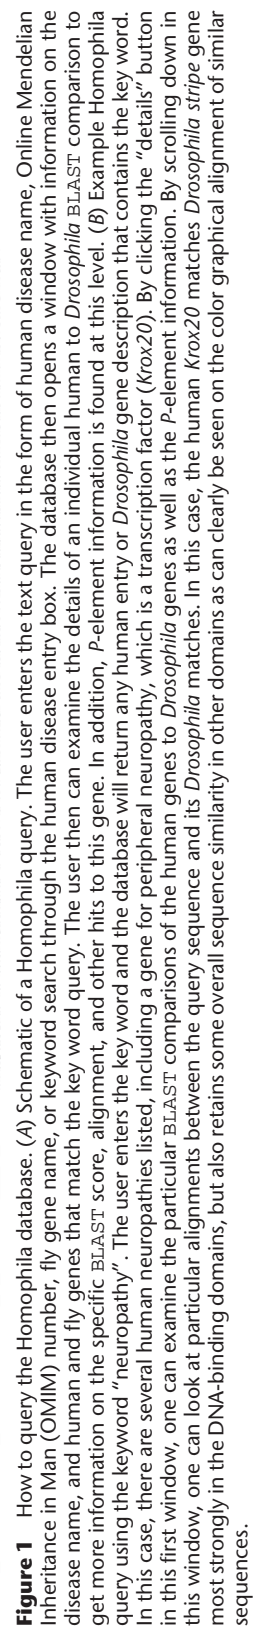 Figure 1 How to query the Homophila database. (A) Schematic of a Homophila query. The user enters the text query in the form of human disease name, Online Mendelian
Inheritance in Man (OMIM) number, fly gene name, or keyword search through the human disease entry box. The database then opens a window with information on the
disease name, and human and fly genes that match the key word query. The user then can examine the details of an individual human to Drosophila BLAST comparison to
get more information on the specific BLAST score, alignment, and other hits to this gene. In addition, P-element information is found at this level. (B) Example Homophila
query using the keyword "neuropathy". The user enters the key word and the database will return any human entry or Drosophila gene description that contains the key word.
In this case, there are several human neuropathies listed, including a gene for peripheral neuropathy, which is a transcription factor (Krox20). By clicking the "details" button
in this first window, one can examine the particular BLAST comparisons of the human genes to Drosophila genes as well as the P-element information. By scrolling down in
this window, one can look at particular alignments between the query sequence and its Drosophila matches. In this case, the human Krox20 matches Drosophila stripe gene
most strongly in the DNA-binding domains, but also retains some overall sequence similarity in other domains as can clearly be seen on the color graphical alignment of similar
sequences.